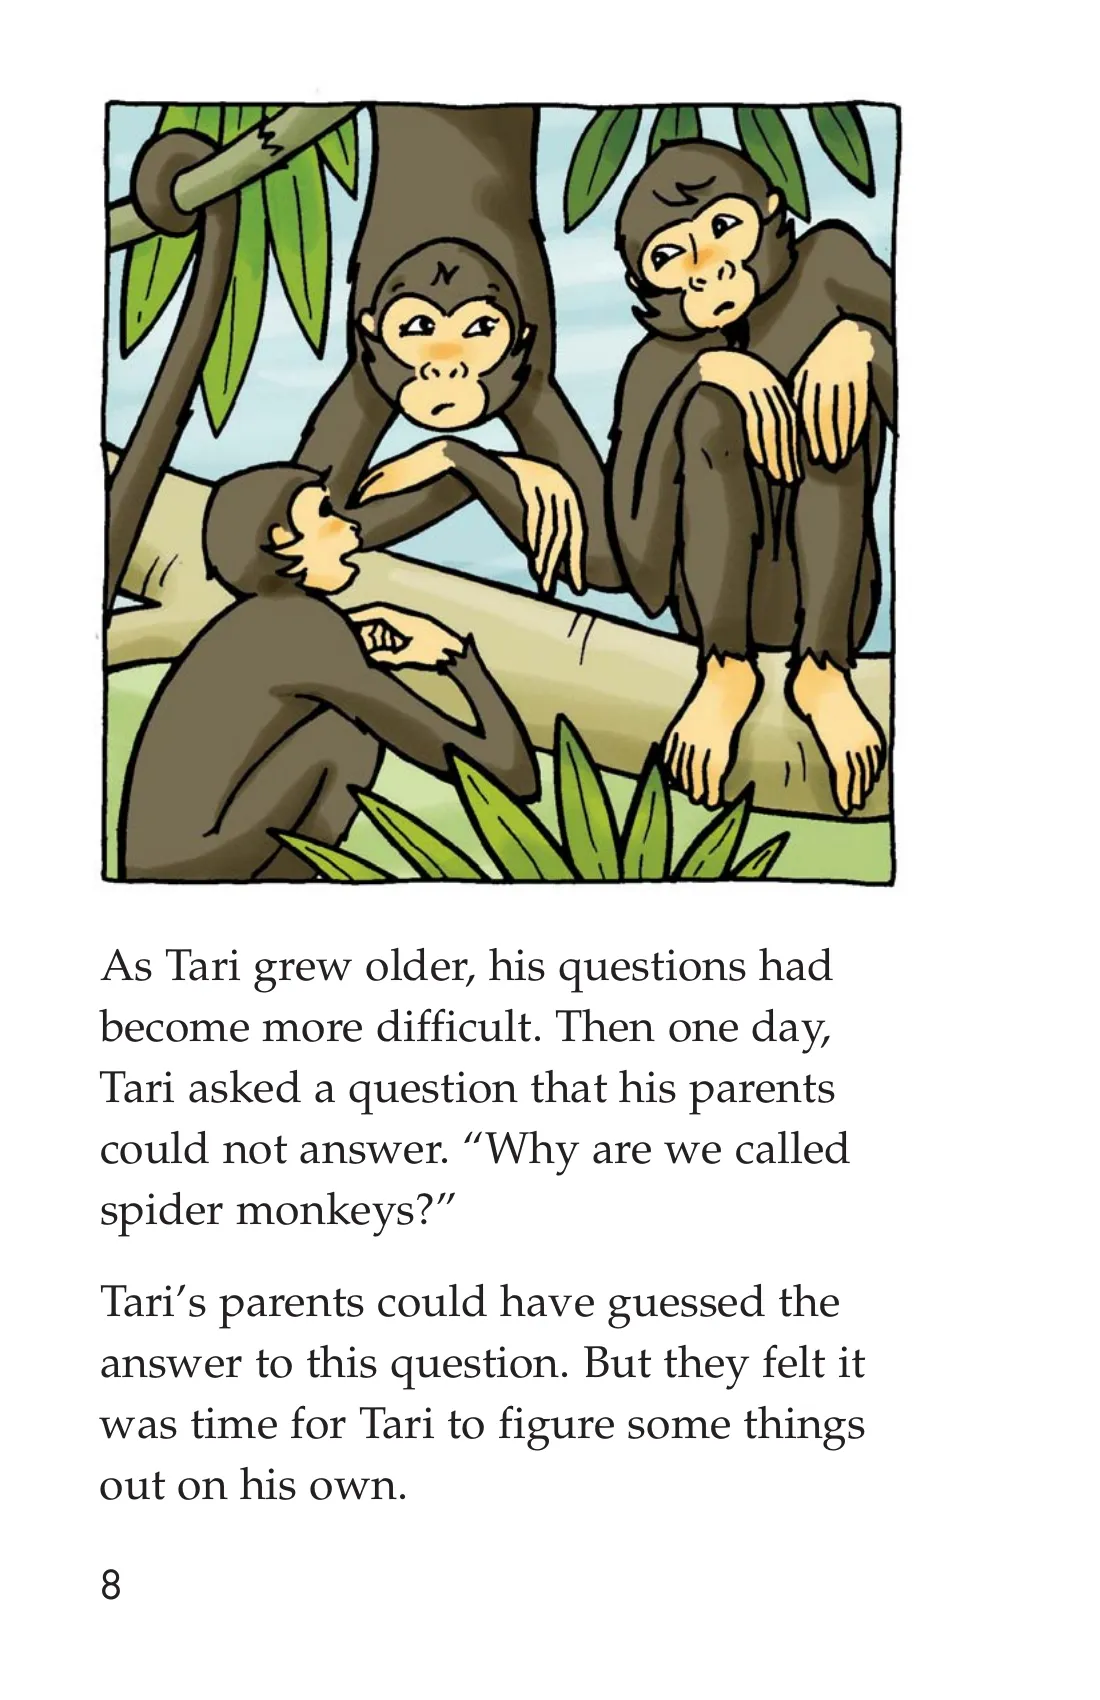 As Tari grew older, his questions had
become more difficult. Then one day,
Tari asked a question that his parents
could not answer. “Why are we called
spider monkeys?”
Tari’s parents could have guessed the
answer to this question. But they felt it
was time for Tari to figure some things
out on his own.
8